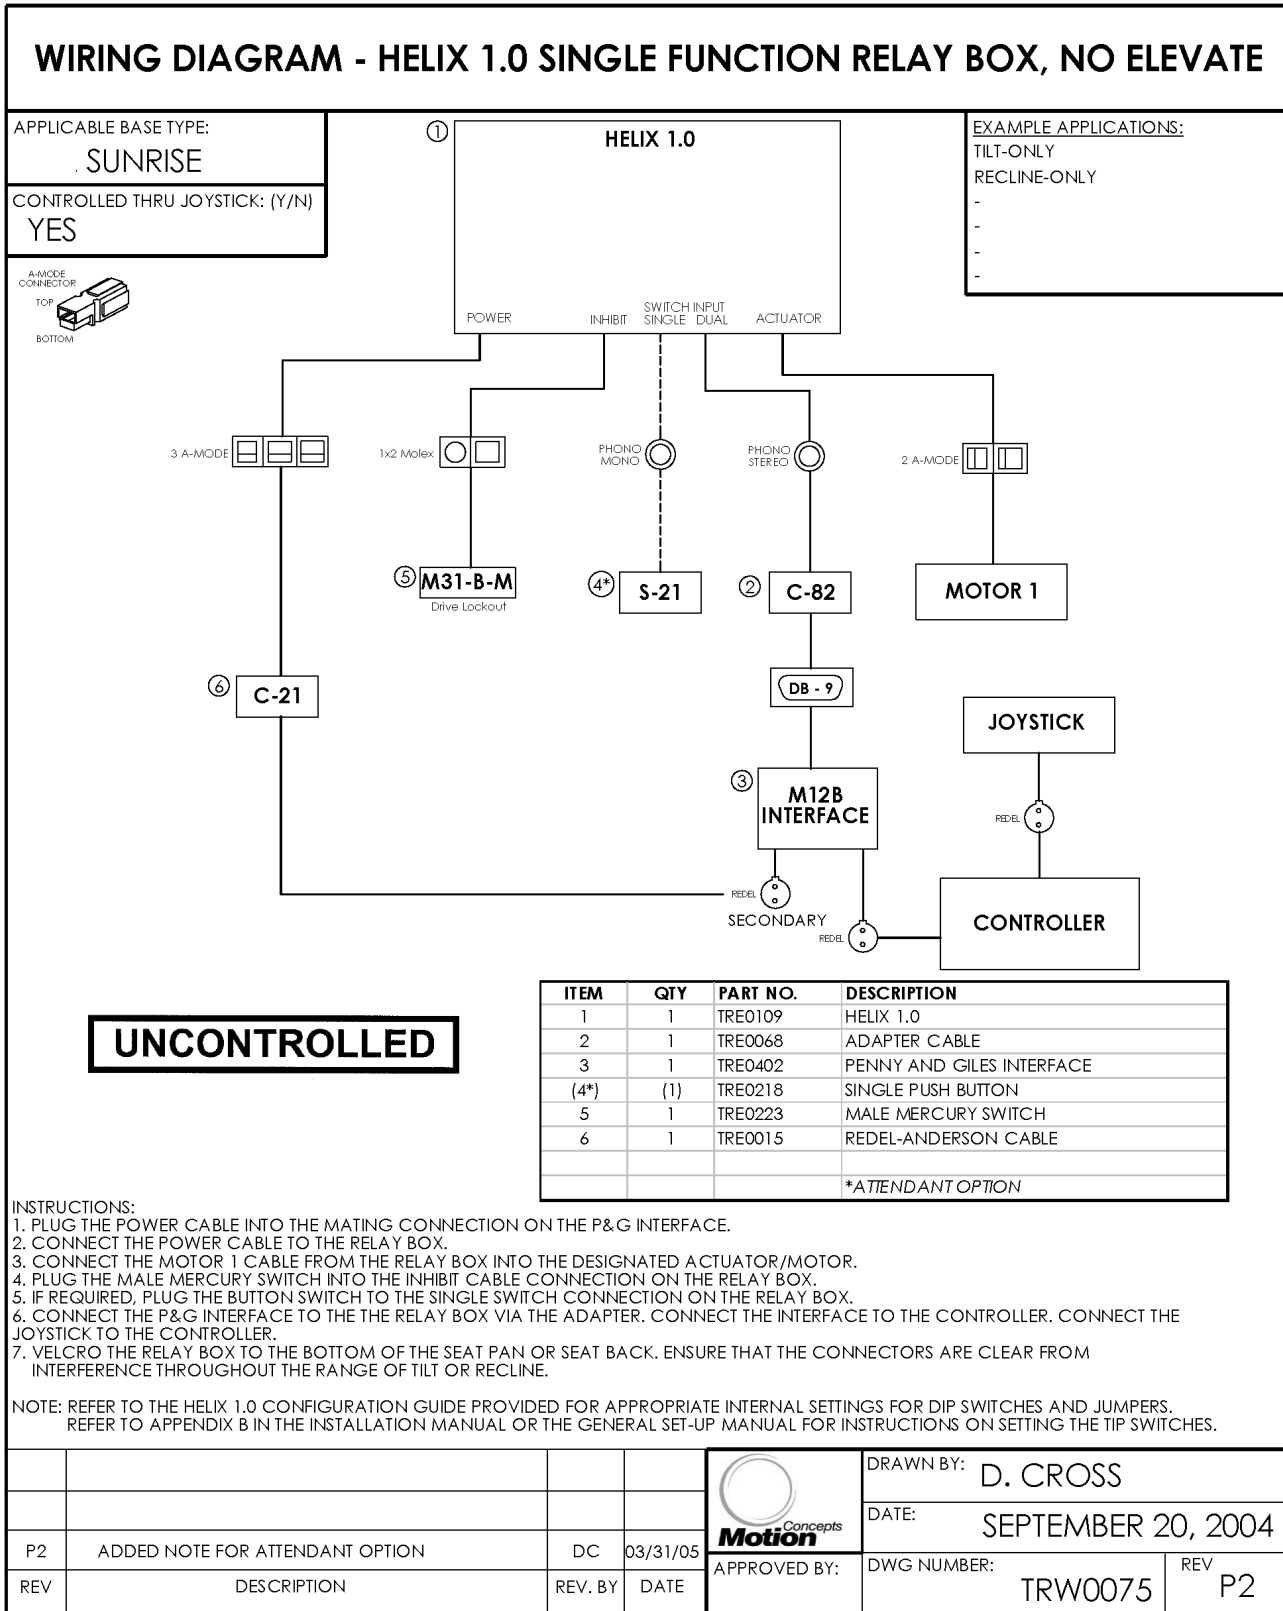 WIRING DIAGRAM - HELIX 1.0 SINGLE FUNCTION RELAY BOX, NO ELEVATE
APPLICABLE BASE TYPE:
. SUNRISE
CONTROLLED THRU JOYSTICK: (Y/N)
YES
A-MODE
CONNECTOR
TOP
BOTTOM
1
HELIX 1.0
POWER
INHIBIT
SWITCH INPUT
SINGLE DUAL
ACTUATOR
EXAMPLE APPLICATIONS:
TILT-ONLY
RECLINE-ONLY
-
-
-
-
3 A-MODE
1x2 Molex
PHONO
MONO
PHONO
STEREO
2 A-MODE
5
M31-B-M
Drive Lockout
4*
S-21
2
C-82
MOTOR 1
6
C-21
DB - 9
JOYSTICK
3
M12B
INTERFACE
REDEL
REDEL
SECONDARY
REDEL
CONTROLLER
UNCONTROLLED
ITEM QTY PART NO. DESCRIPTION
1 1 TRE0109 HELIX 1.0
2 1 TRE0068 ADAPTER CABLE
3 1 TRE0402 PENNY AND GILES INTERFACE
(4*) (1) TRE0218 SINGLE PUSH BUTTON
5 1 TRE0223 MALE MERCURY SWITCH
6 1 TRE0015 REDEL-ANDERSON CABLE
*ATTENDANT OPTION
INSTRUCTIONS:
1. PLUG THE POWER CABLE INTO THE MATING CONNECTION ON THE P&G INTERFACE.
2. CONNECT THE POWER CABLE TO THE RELAY BOX.
3. CONNECT THE MOTOR 1 CABLE FROM THE RELAY BOX INTO THE DESIGNATED ACTUATOR/MOTOR.
4. PLUG THE MALE MERCURY SWITCH INTO THE INHIBIT CABLE CONNECTION ON THE RELAY BOX.
5. IF REQUIRED, PLUG THE BUTTON SWITCH TO THE SINGLE SWITCH CONNECTION ON THE RELAY BOX.
6. CONNECT THE P&G INTERFACE TO THE THE RELAY BOX VIA THE ADAPTER. CONNECT THE INTERFACE TO THE CONTROLLER. CONNECT THE
JOYSTICK TO THE CONTROLLER.
7. VELCRO THE RELAY BOX TO THE BOTTOM OF THE SEAT PAN OR SEAT BACK. ENSURE THAT THE CONNECTORS ARE CLEAR FROM
INTERFERENCE THROUGHOUT THE RANGE OF TILT OR RECLINE.
NOTE: REFER TO THE HELIX 1.0 CONFIGURATION GUIDE PROVIDED FOR APPROPRIATE INTERNAL SETTINGS FOR DIP SWITCHES AND JUMPERS.
REFER TO APPENDIX B IN THE INSTALLATION MANUAL OR THE GENERAL SET-UP MANUAL FOR INSTRUCTIONS ON SETTING THE TIP SWITCHES.
P2 ADDED NOTE FOR ATTENDANT OPTION DC 03/31/05
REV DESCRIPTION REV. BY DATE
Motion Concepts
APPROVED BY:
DRAWN BY: D. CROSS
DATE: SEPTEMBER 20, 2004
DWG NUMBER: TRW0075
REV P2